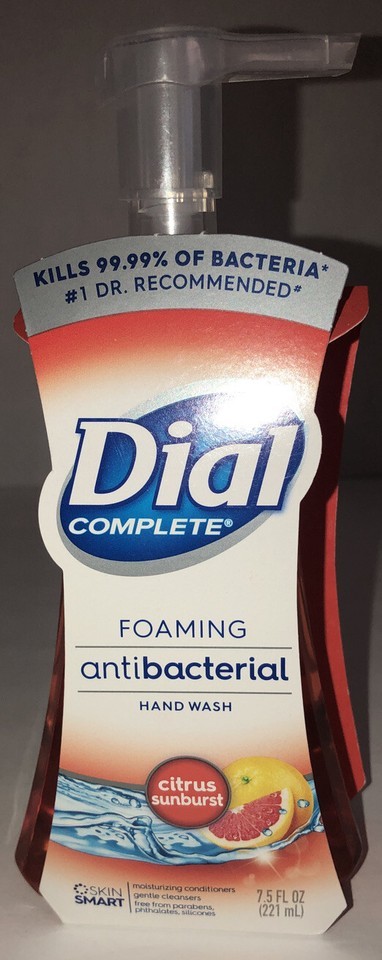 KILLS 99.99% OF BACTERIA*
#1 DR. RECOMMENDED#
Dial
COMPLETE®
FOAMING
antibacterial
HAND WASH
citrus
sunburst
SKIN
SMART
moisturizing conditioners
gentle cleansers
free from parabens,
phthalates, silicones
7.5 FL OZ
(221 mL)